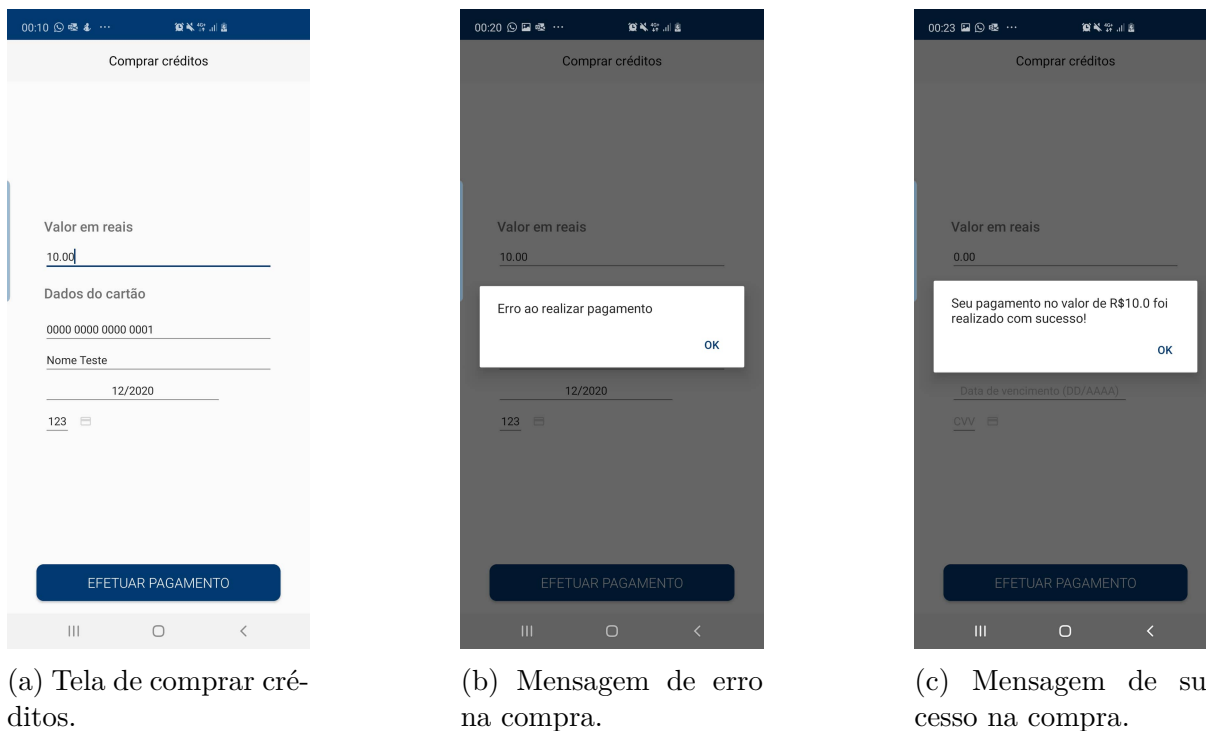 00:10
Comprar créditos
Valor em reais
10.00
Dados do cartão
0000 0000 0000 0001
Nome Teste
12/2020
123
EFETUAR PAGAMENTO
(a) Tela de comprar cré-
ditos.
00:20
Comprar créditos
Valor em reais
10.00
Erro ao realizar pagamento
OK
12/2020
123
EFETUAR PAGAMENTO
(b) Mensagem de erro
na compra.
00:23
Comprar créditos
Valor em reais
0.00
Seu pagamento no valor de R$10.0 foi
realizado com sucesso!
OK
Data de vencimento (DD/AAAA)
CVV
EFETUAR PAGAMENTO
(c) Mensagem de su
cesso na compra.